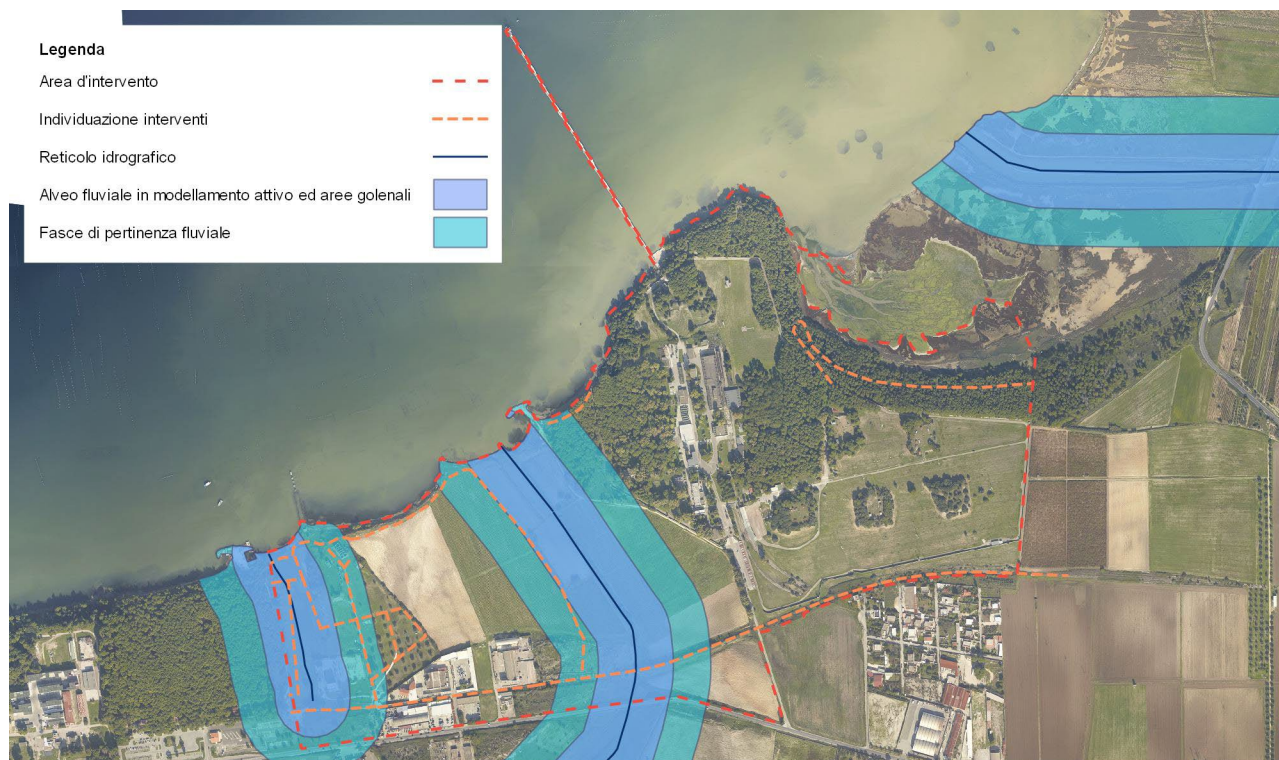 Legenda
Area d'intervento
Individuazione interventi
Reticolo idrografico
Alveo fluviale in modellamento attivo ed aree golenali
Fasce di pertinenza fluviale